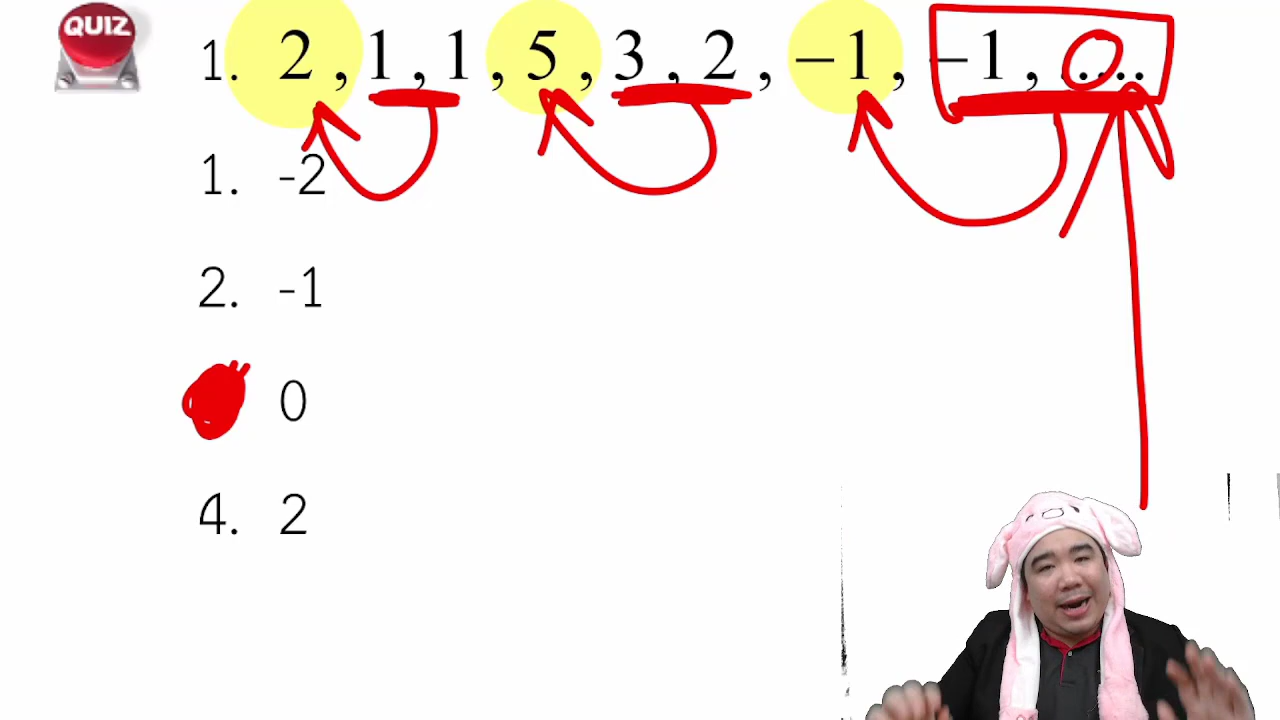 QUIZ
1. 2 , 1 , 1 , 5 , 3 , 2 , −1 , −1 , 0....
1. -2
2. -1
0
4. 2